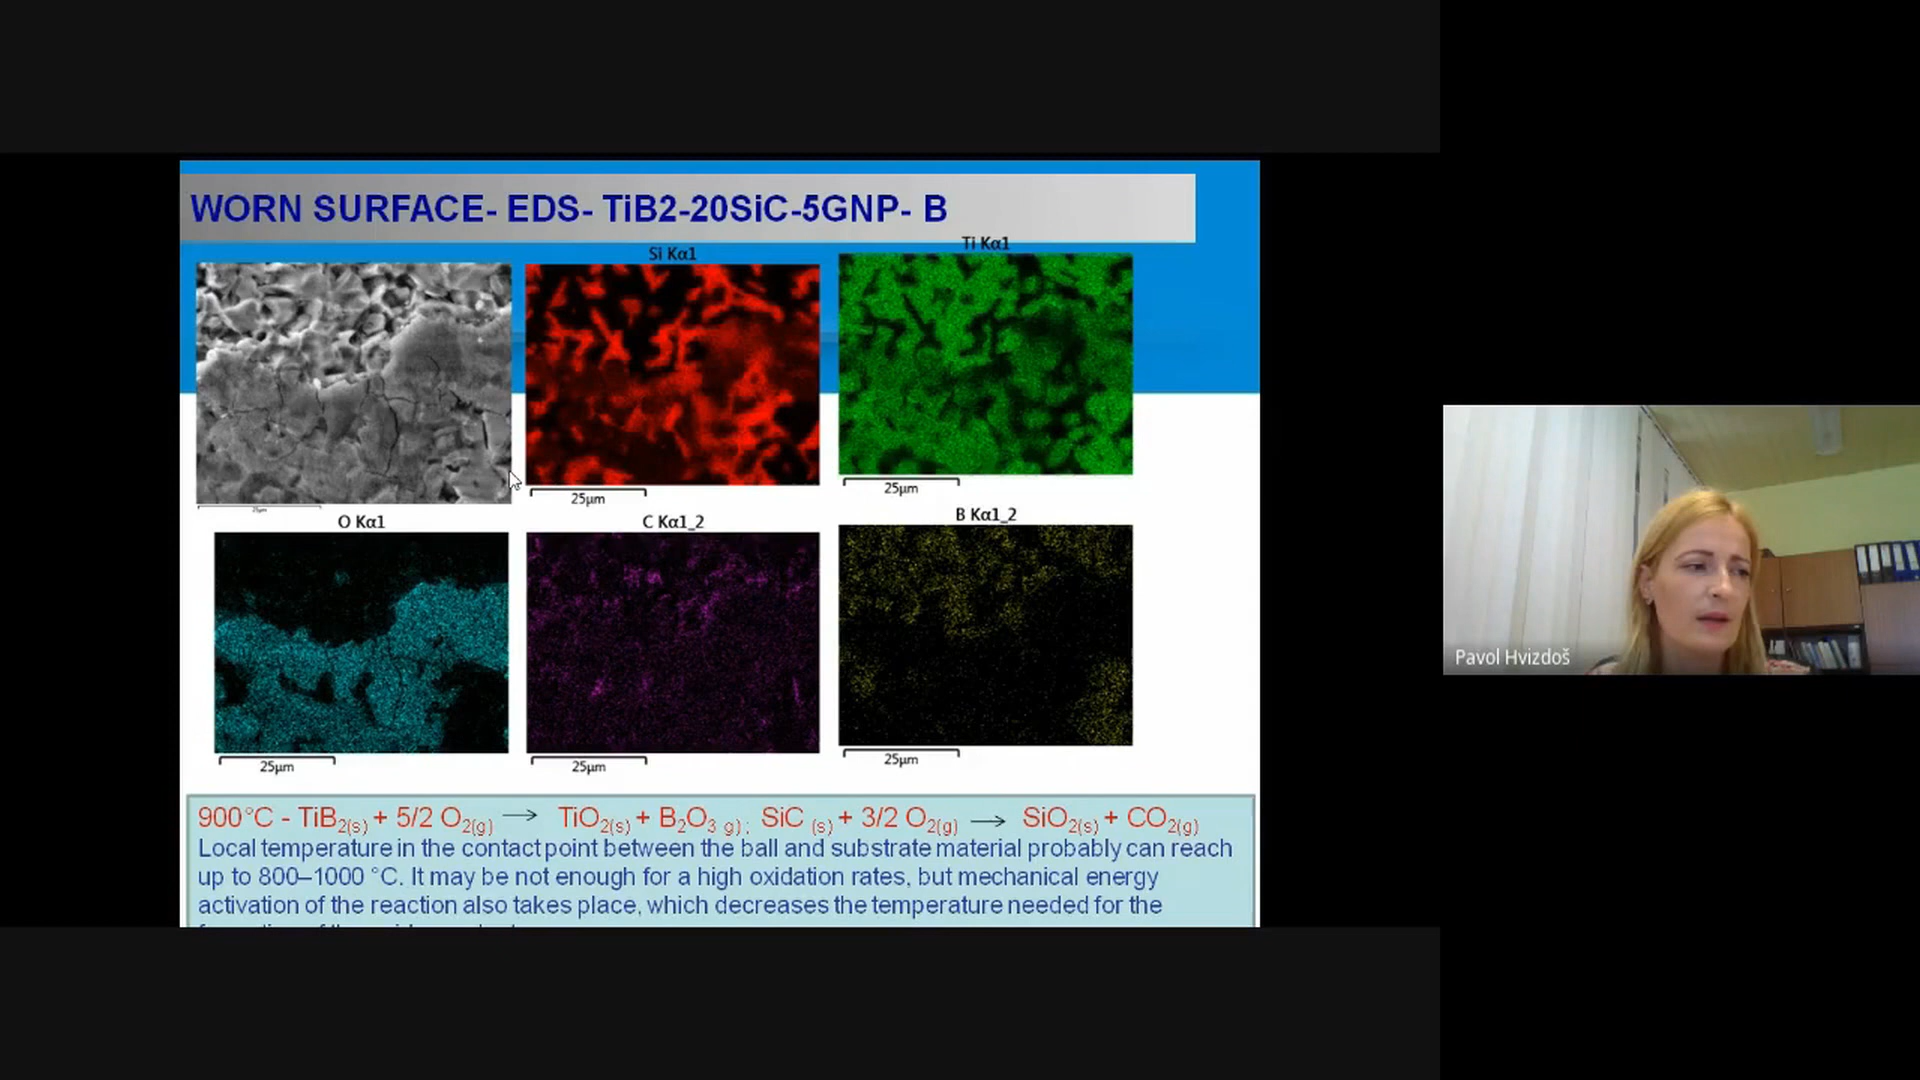 WORN SURFACE- EDS- TiB2-20SiC-5GNP- B
Si Kα1
Ti Kα1
25µm
25µm
25µm
O Kα1
C Kα1_2
B Kα1_2
25µm
25µm
25µm
900°C - TiB2(s) + 5/2 O2(g) → TiO2(s) + B2O3 g) ; SiC (s) + 3/2 O2(g) → SiO2(s) + CO2(g)
Local temperature in the contact point between the ball and substrate material probably can reach
up to 800–1000 °C. It may be not enough for a high oxidation rates, but mechanical energy
activation of the reaction also takes place, which decreases the temperature needed for the
Pavol Hvizdoš